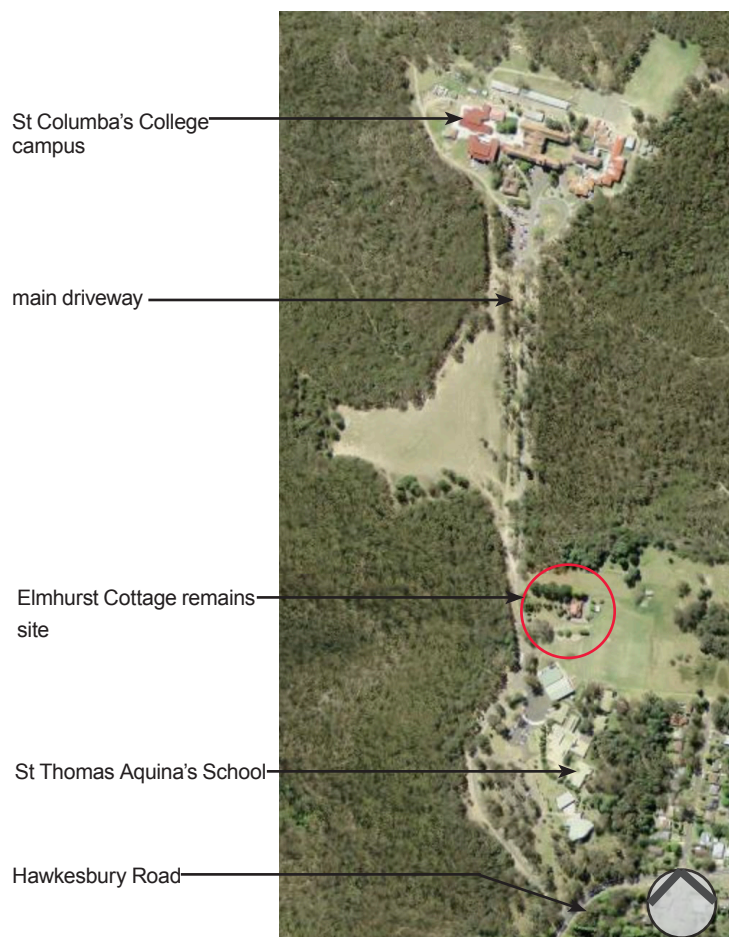 St Columba's College
campus
main driveway
Elmhurst Cottage remains
site
St Thomas Aquina's School
Hawkesbury Road